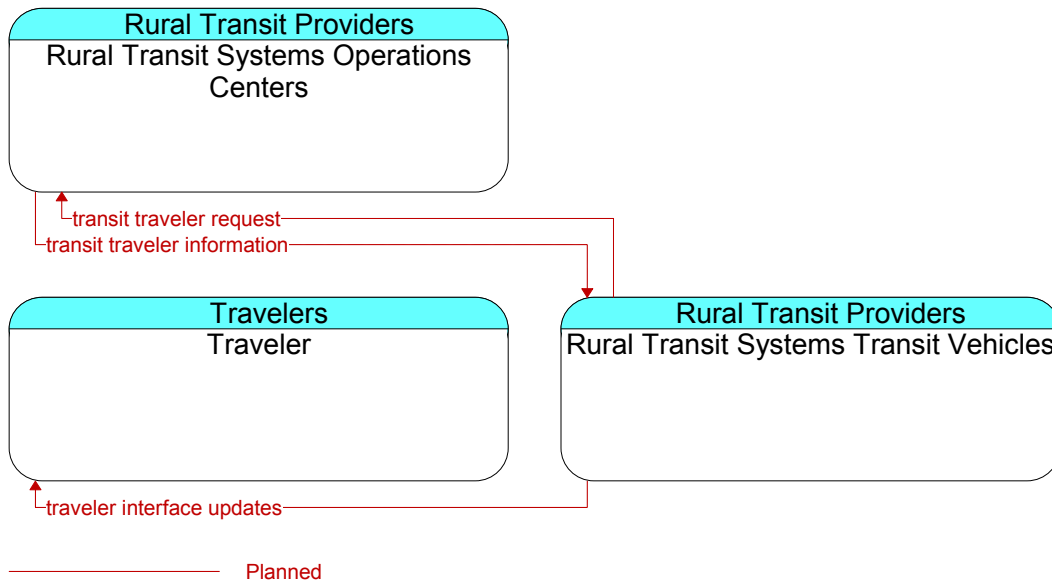 Rural Transit Providers
Rural Transit Systems Operations
Centers
transit traveler request
transit traveler information
Travelers
Traveler
Rural Transit Providers
Rural Transit Systems Transit Vehicles
traveler interface updates
Planned